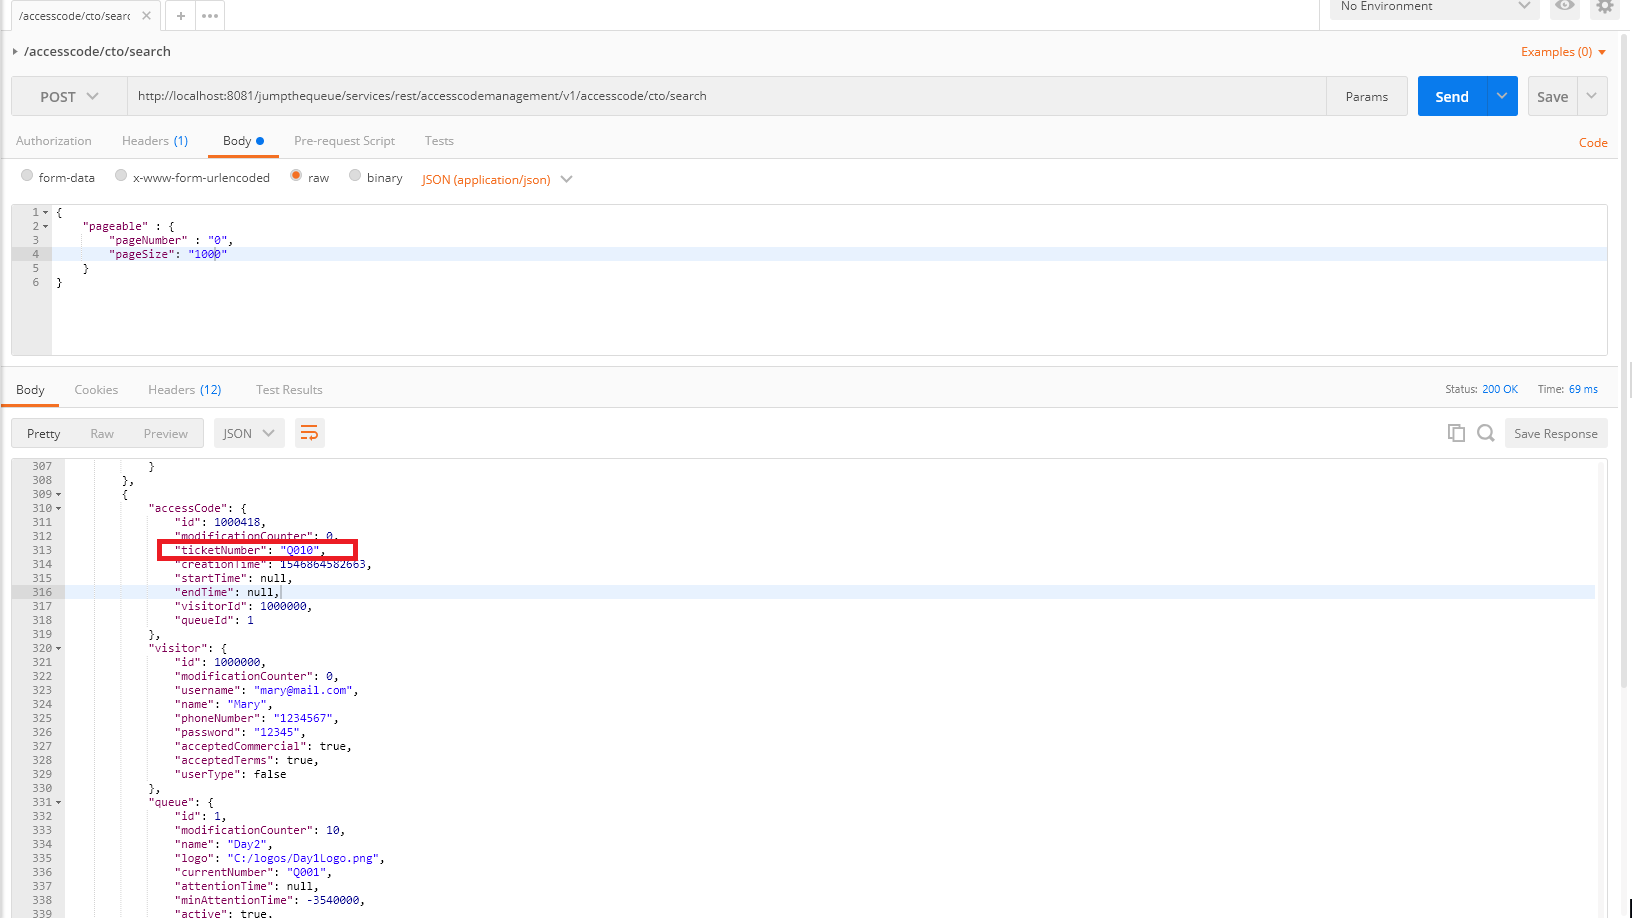 /accesscode/cto/searc × + •••
No Environment
/accesscode/cto/search
Examples (0)
POST
http://localhost:8081/jumpthequeue/services/rest/accesscodemanagement/v1/accesscode/cto/search
Params
Send
Save
Authorization Headers (1) Body Pre-request Script Tests
Code
form-data x-www-form-urlencoded raw binary JSON (application/json)
1 {
2 "pageable" : {
3 "pageNumber" : "0",
4 "pageSize": "1000"
5 }
6 }
Body Cookies Headers (12) Test Results
Status: 200 OK Time: 69 ms
Pretty Raw Preview JSON
Save Response
307 }
308 },
309 {
310 "accessCode": {
311 "id": 1000418,
312 "modificationCounter": 0,
313 "ticketNumber": "Q010",
314 "creationTime": 1546864582663,
315 "startTime": null,
316 "endTime": null,
317 "visitorId": 1000000,
318 "queueId": 1
319 },
320 "visitor": {
321 "id": 1000000,
322 "modificationCounter": 0,
323 "username": "mary@mail.com",
324 "name": "Mary",
325 "phoneNumber": "1234567",
326 "password": "12345",
327 "acceptedCommercial": true,
328 "acceptedTerms": true,
329 "userType": false
330 },
331 "queue": {
332 "id": 1,
333 "modificationCounter": 10,
334 "name": "Day2",
335 "logo": "C:/logos/Day1Logo.png",
336 "currentNumber": "Q001",
337 "attentionTime": null,
338 "minAttentionTime": -3540000,
339 "active": true,